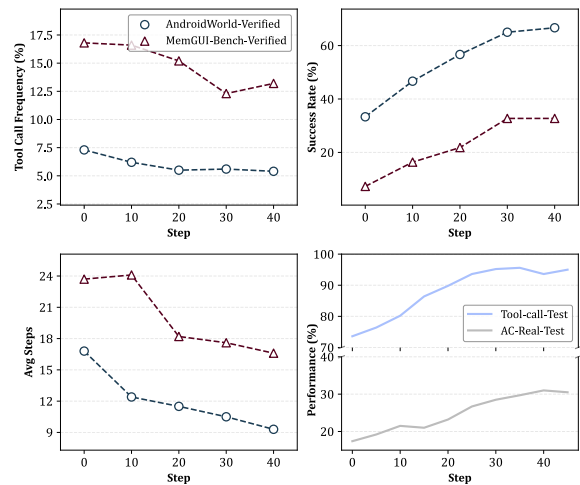 AndroidWorld-Verified
MemGUI-Bench-Verified
Tool Call Frequency (%)
17.5
15.0
12.5
10.0
7.5
5.0
2.5
0 10 20 30 40
Step
Success Rate (%)
60
40
20
0 10 20 30 40
Step
Avg Steps
24
21
18
15
12
9
0 10 20 30 40
Step
Performance (%)
100
90
80
70
40
30
20
Tool-call-Test
AC-Real-Test
0 10 20 30 40
Step